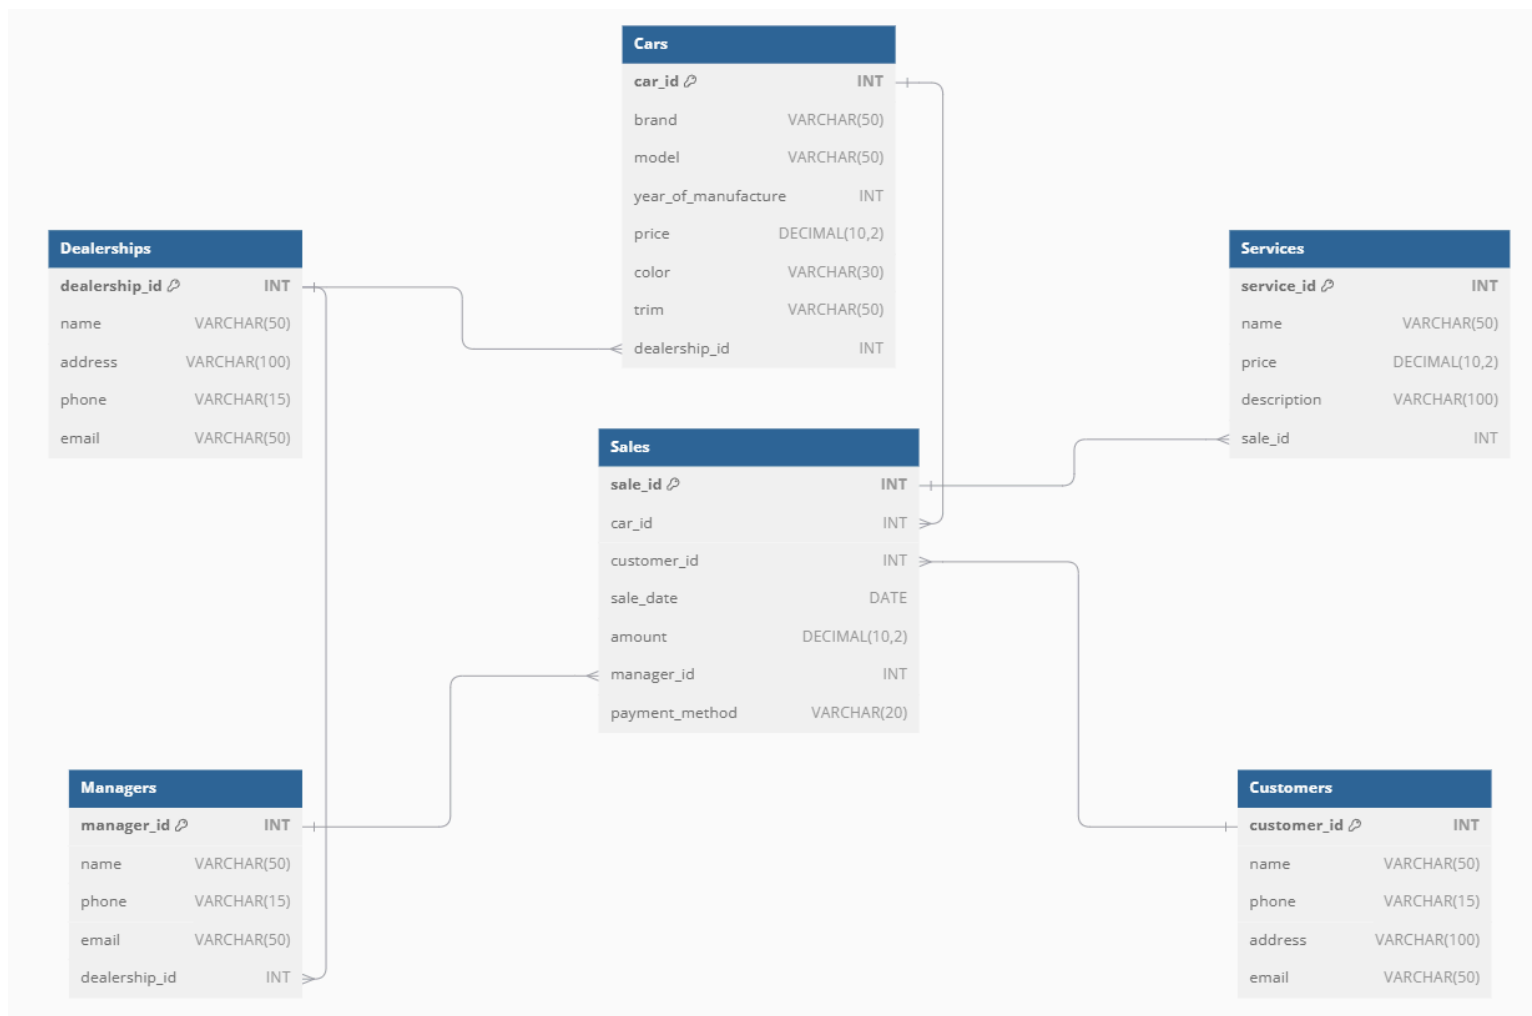 Cars
car_id INT
brand VARCHAR(50)
model VARCHAR(50)
year_of_manufacture INT
price DECIMAL(10,2)
color VARCHAR(30)
trim VARCHAR(50)
dealership_id INT
Dealerships
dealership_id INT
name VARCHAR(50)
address VARCHAR(100)
phone VARCHAR(15)
email VARCHAR(50)
Services
service_id INT
name VARCHAR(50)
price DECIMAL(10,2)
description VARCHAR(100)
sale_id INT
Sales
sale_id INT
car_id INT
customer_id INT
sale_date DATE
amount DECIMAL(10,2)
manager_id INT
payment_method VARCHAR(20)
Managers
manager_id INT
name VARCHAR(50)
phone VARCHAR(15)
email VARCHAR(50)
dealership_id INT
Customers
customer_id INT
name VARCHAR(50)
phone VARCHAR(15)
address VARCHAR(100)
email VARCHAR(50)